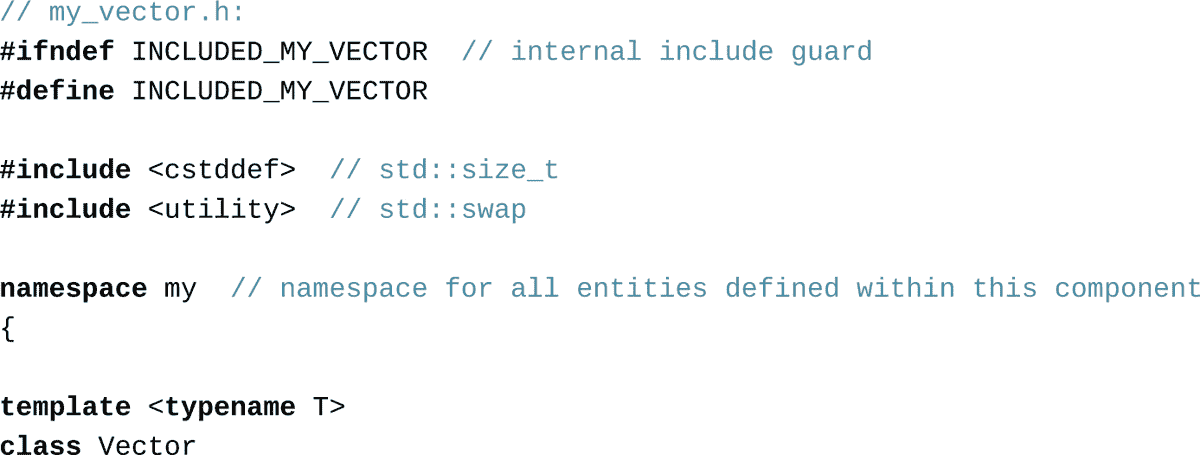 // my_vector.h:
#ifndef INCLUDED_MY_VECTOR  // internal include guard
#define INCLUDED_MY_VECTOR
#include <cstddef>  // std::size_t
#include <utility>  // std::swap
namespace my  // namespace for all entities defined within this component
{
template <typename T>
class Vector